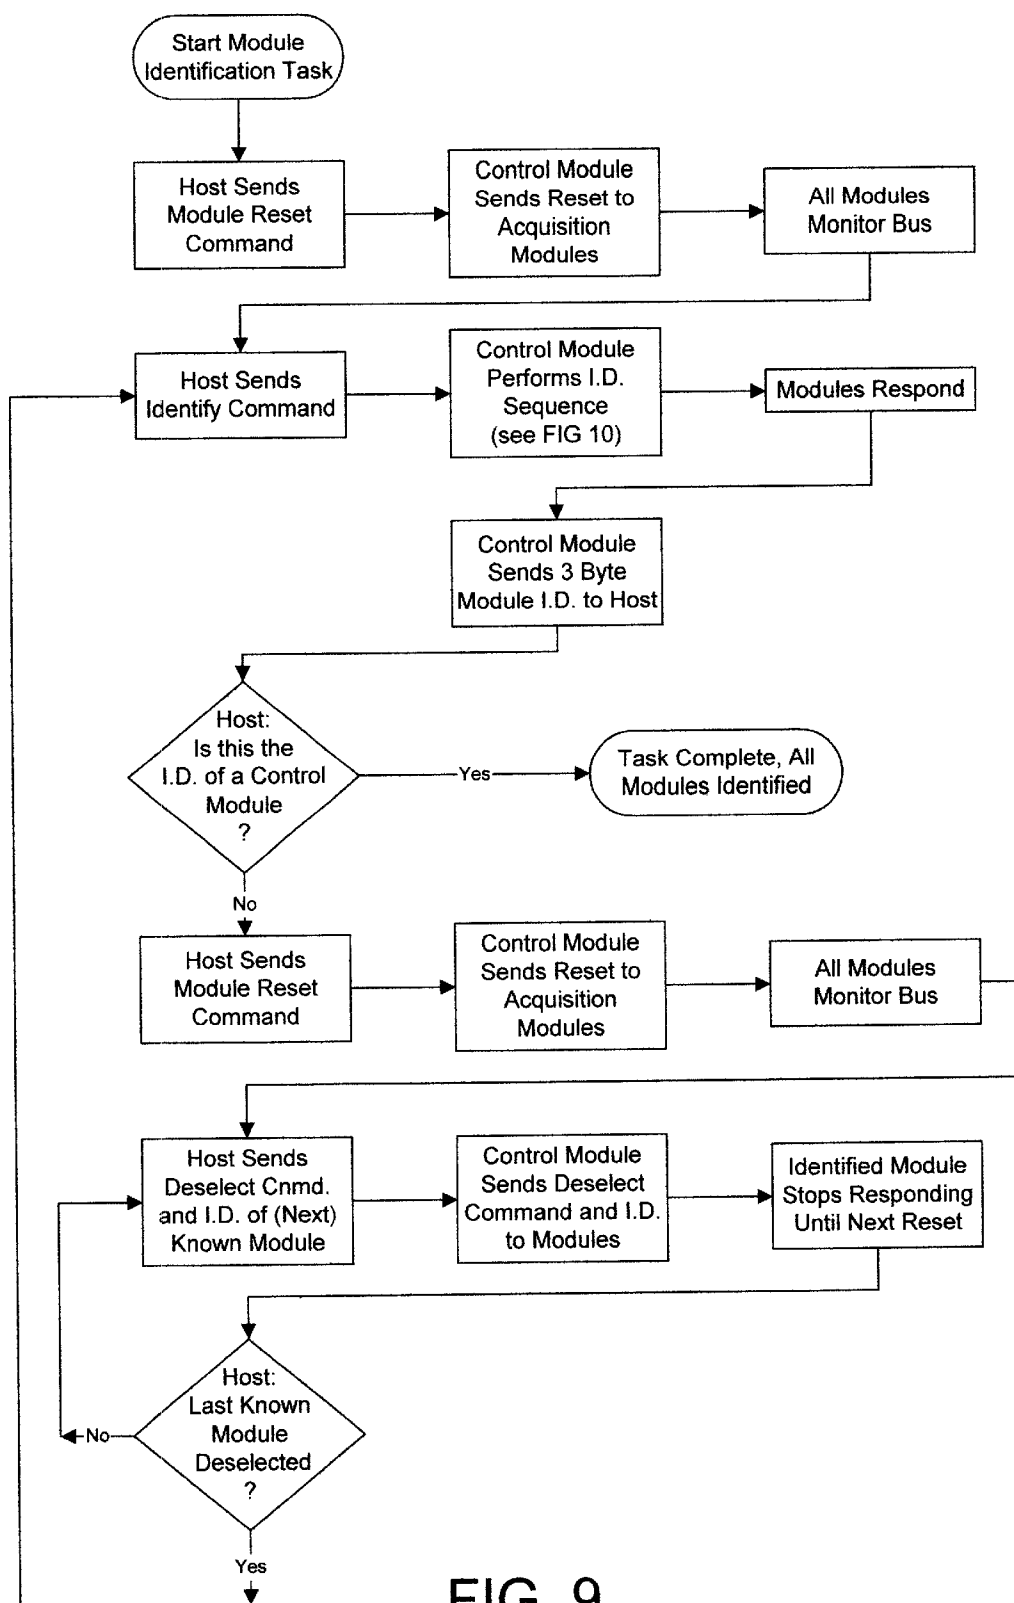 Start Module
Identification Task
Host Sends
Module Reset
Command
Control Module
Sends Reset to
Acquisition
Modules
All Modules
Monitor Bus
Host Sends
Identify Command
Control Module
Performs I.D.
Sequence
(see FIG 10)
Modules Respond
Control Module
Sends 3 Byte
Module I.D. to Host
Host:
Is this the
I.D. of a Control
Module
?
Yes
Task Complete, All
Modules Identified
No
Host Sends
Module Reset
Command
Control Module
Sends Reset to
Acquisition
Modules
All Modules
Monitor Bus
Host Sends
Deselect Cnmd.
and I.D. of (Next)
Known Module
Control Module
Sends Deselect
Command and I.D.
to Modules
Identified Module
Stops Responding
Until Next Reset
Host:
Last Known
Module
Deselected
?
No
Yes
FIG. 9